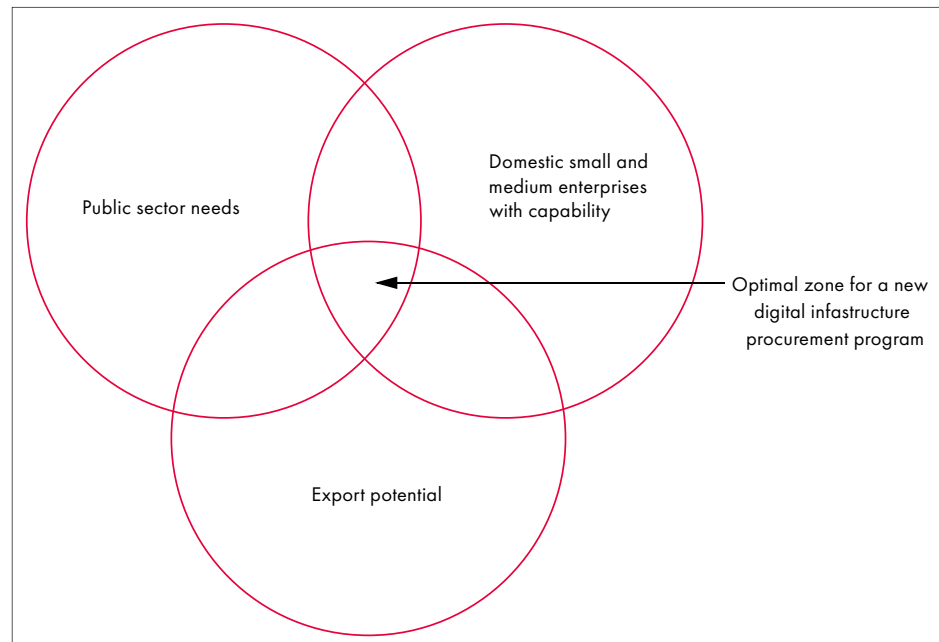 Public sector needs
Domestic small and
medium enterprises
with capability
Optimal zone for a new
digital infastructure
procurement program
Export potential